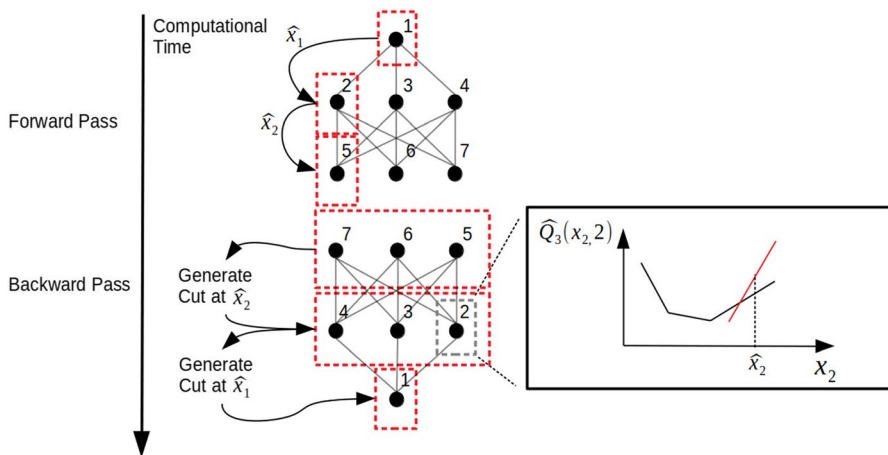 Computational
Time
1
x̂₁
2 3 4
Forward Pass
x̂₂
5 6 7
7 6 5
Q̂₃(x₂,2)
Generate
Cut at x̂₂
Backward Pass
4 3 2
Generate
Cut at x̂₁
x̂₂ x₂
1